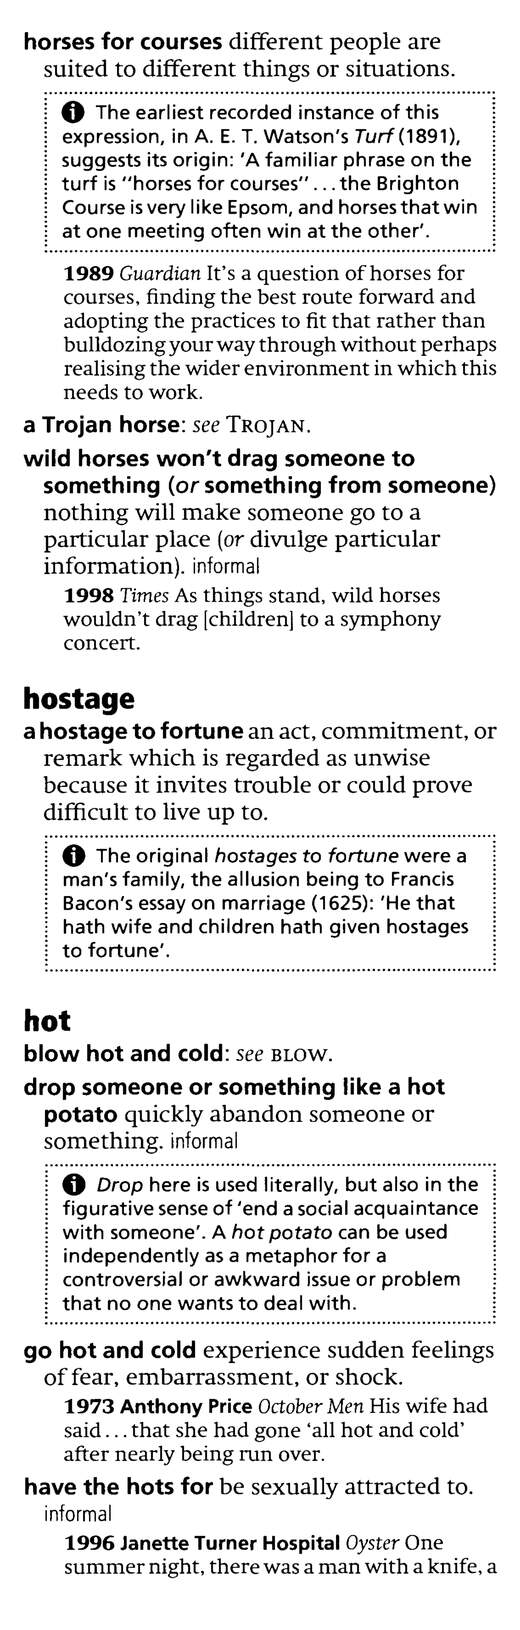 horses for courses different people are
suited to different things or situations.
The earliest recorded instance of this
expression, in A. E. T. Watson's Turf (1891),
suggests its origin: 'A familiar phrase on the
turf is "horses for courses"...the Brighton
Course is very like Epsom, and horses that win
at one meeting often win at the other'.
1989 Guardian It's a question of horses for
courses, finding the best route forward and
adopting the practices to fit that rather than
bulldozing your way through without perhaps
realising the wider environment in which this
needs to work.
a Trojan horse: see TROJAN.
wild horses won't drag someone to
something (or something from someone)
nothing will make someone go to a
particular place (or divulge particular
information). informal
1998 Times As things stand, wild horses
wouldn't drag [children] to a symphony
concert.
hostage
a hostage to fortune an act, commitment, or
remark which is regarded as unwise
because it invites trouble or could prove
difficult to live up to.
The original hostages to fortune were a
man's family, the allusion being to Francis
Bacon's essay on marriage (1625): 'He that
hath wife and children hath given hostages
to fortune'.
hot
blow hot and cold: see BLOW.
drop someone or something like a hot
potato quickly abandon someone or
something. informal
Drop here is used literally, but also in the
figurative sense of 'end a social acquaintance
with someone'. A hot potato can be used
independently as a metaphor for a
controversial or awkward issue or problem
that no one wants to deal with.
go hot and cold experience sudden feelings
of fear, embarrassment, or shock.
1973 Anthony Price October Men His wife had
said...that she had gone 'all hot and cold'
after nearly being run over.
have the hots for be sexually attracted to.
informal
1996 Janette Turner Hospital Oyster One
summer night, there was a man with a knife, a